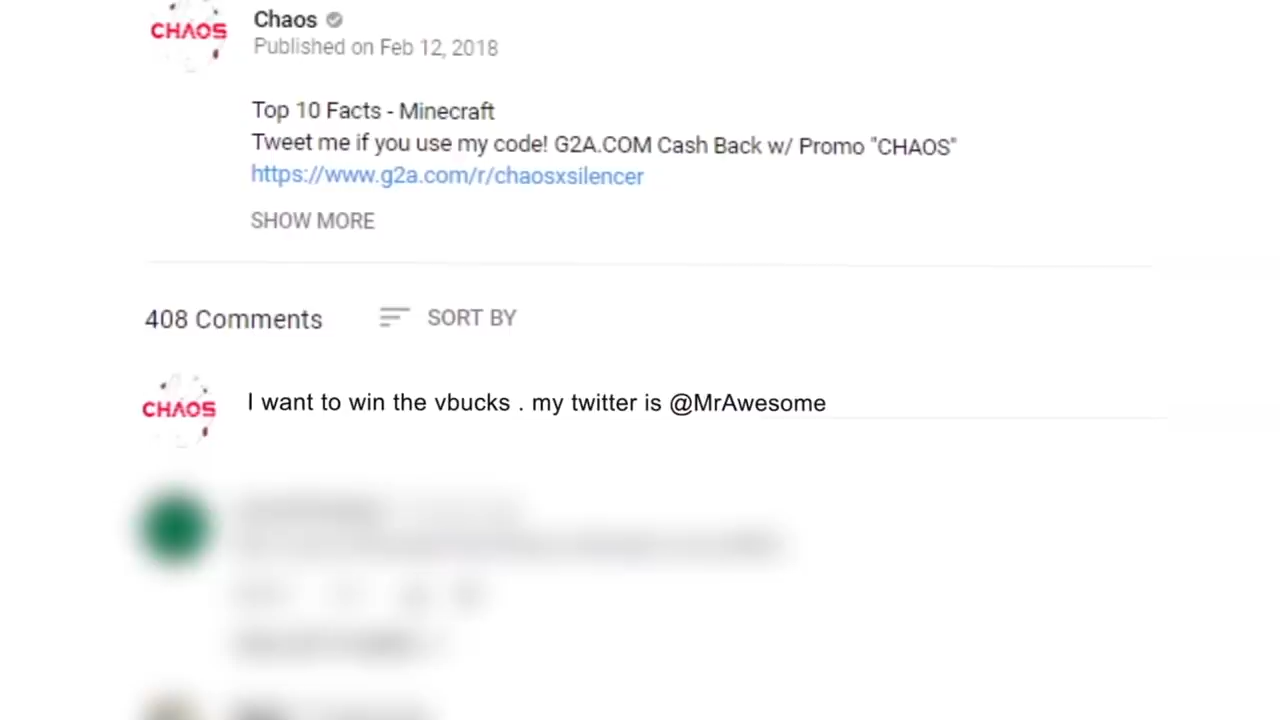 CHAOS
Chaos
Published on Feb 12, 2018
Top 10 Facts - Minecraft
Tweet me if you use my code! G2A.COM Cash Back w/ Promo "CHAOS"
https://www.g2a.com/r/chaosxsilencer
SHOW MORE
408 Comments SORT BY
CHAOS
I want to win the vbucks . my twitter is @MrAwesome